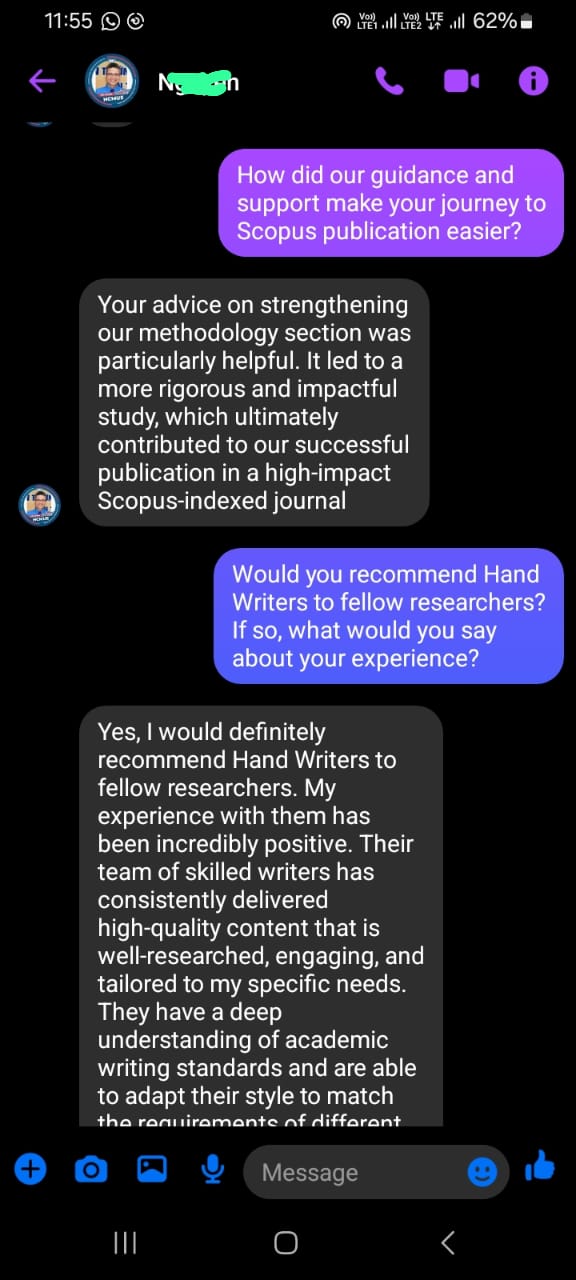 11:55
Vo)) LTE1 Vo)) LTE2 LTE 62%
How did our guidance and
support make your journey to
Scopus publication easier?
Your advice on strengthening
our methodology section was
particularly helpful. It led to a
more rigorous and impactful
study, which ultimately
contributed to our successful
publication in a high-impact
Scopus-indexed journal
Would you recommend Hand
Writers to fellow researchers?
If so, what would you say
about your experience?
Yes, I would definitely
recommend Hand Writers to
fellow researchers. My
experience with them has
been incredibly positive. Their
team of skilled writers has
consistently delivered
high-quality content that is
well-researched, engaging, and
tailored to my specific needs.
They have a deep
understanding of academic
writing standards and are able
to adapt their style to match
the requirements of different
Message